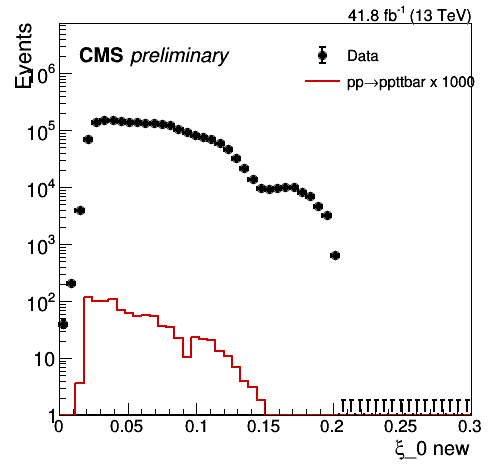 41.8 fb⁻¹ (13 TeV)
Events
CMS preliminary
Data
pp→ppttbar x 1000
10⁶
10⁵
10⁴
10³
10²
10
1
0 0.05 0.1 0.15 0.2 0.25 0.3
ξ_0 new